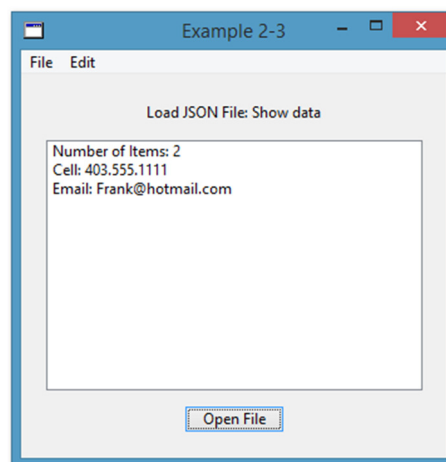 Example 2-3
File Edit
Load JSON File: Show data
Number of Items: 2
Cell: 403.555.1111
Email: Frank@hotmail.com
Open File